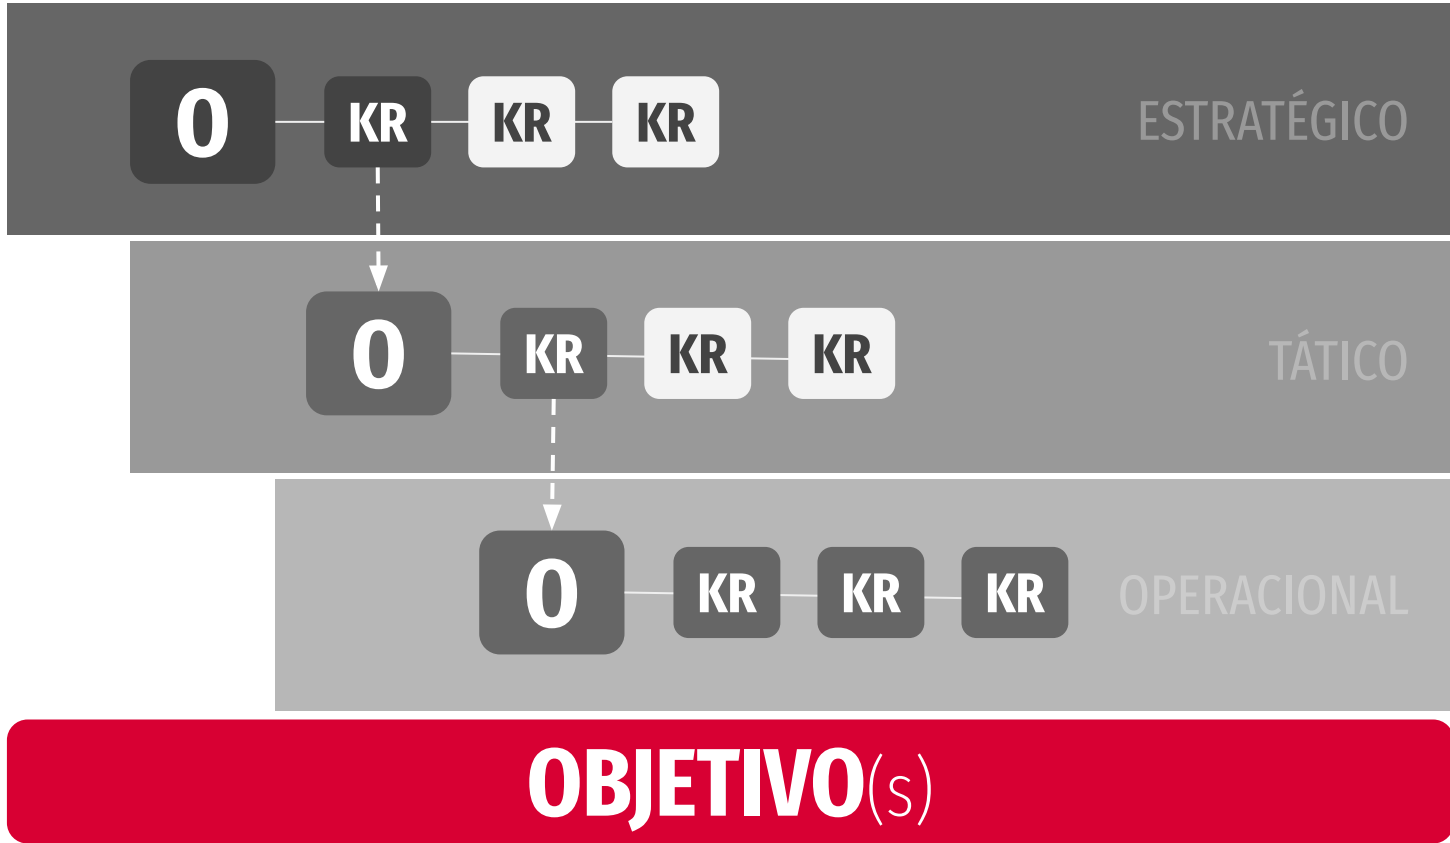 O KR KR KR ESTRATÉGICO
O KR KR KR TÁTICO
O KR KR KR OPERACIONAL
OBJETIVO(s)